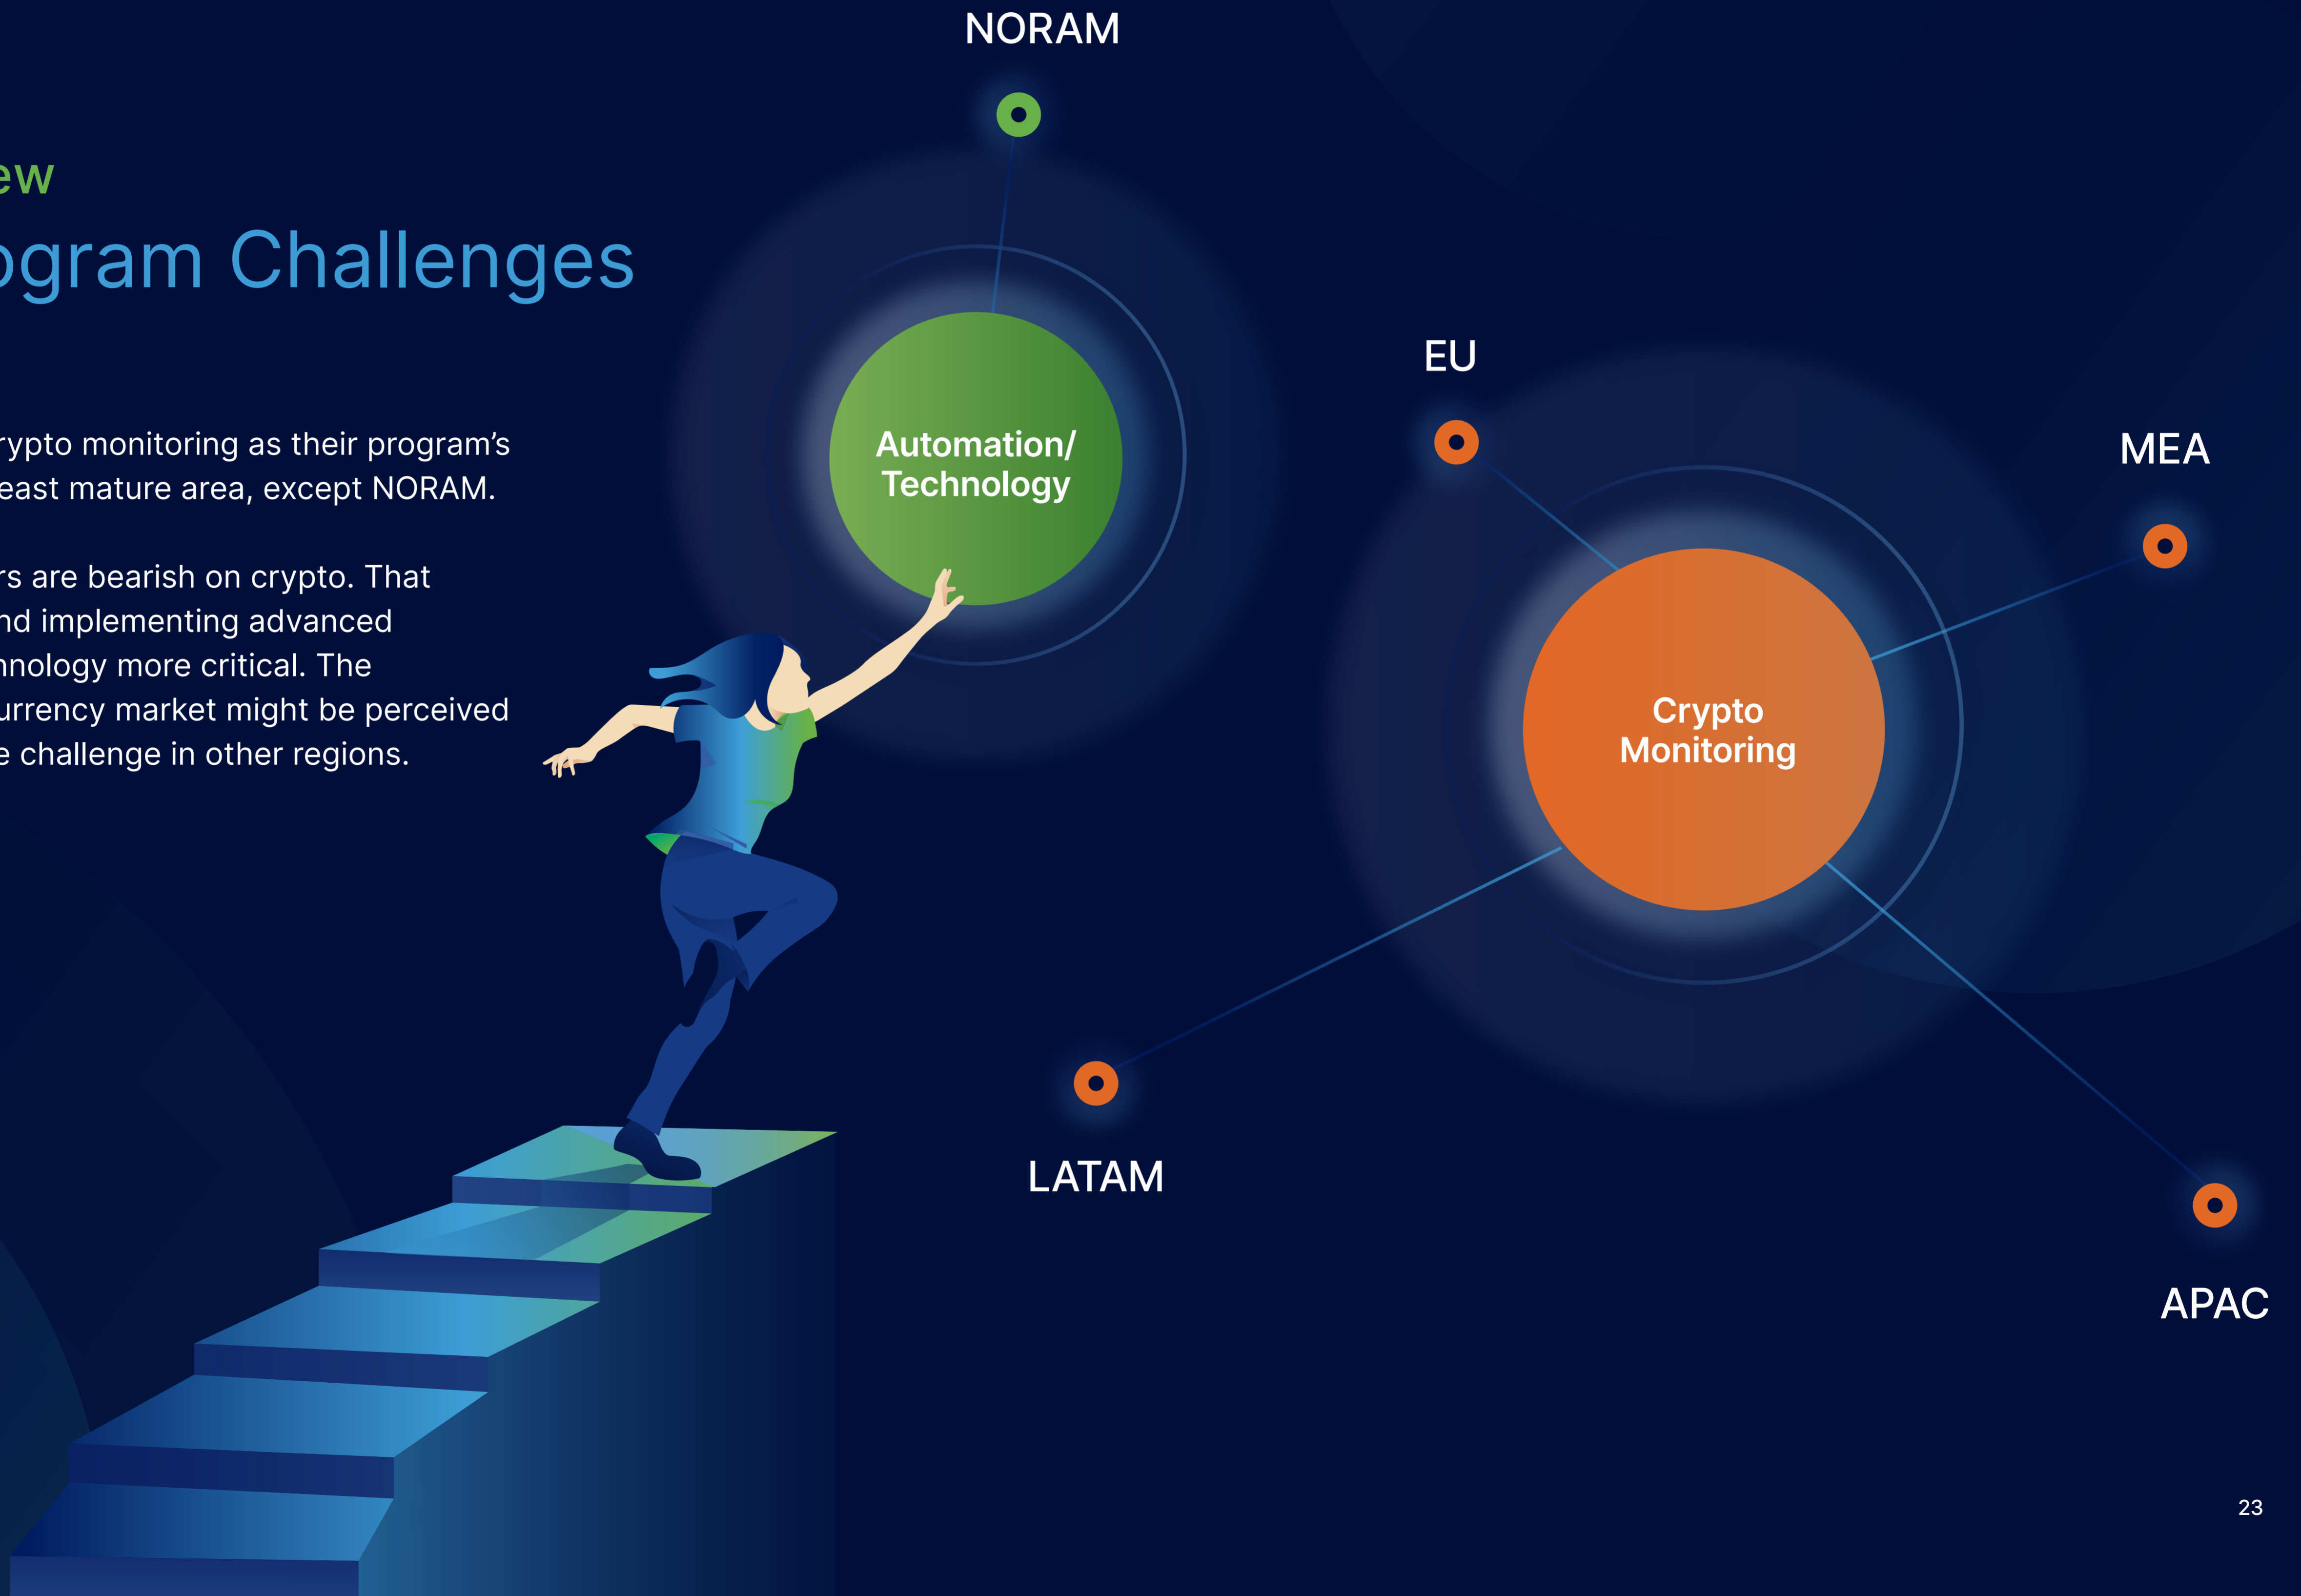 NORAM
ew
ogram Challenges
rypto monitoring as their program’s
east mature area, except NORAM.
rs are bearish on crypto. That
nd implementing advanced
hnology more critical. The
urrency market might be perceived
e challenge in other regions.
Automation/
Technology
EU
MEA
Crypto
Monitoring
LATAM
APAC
23